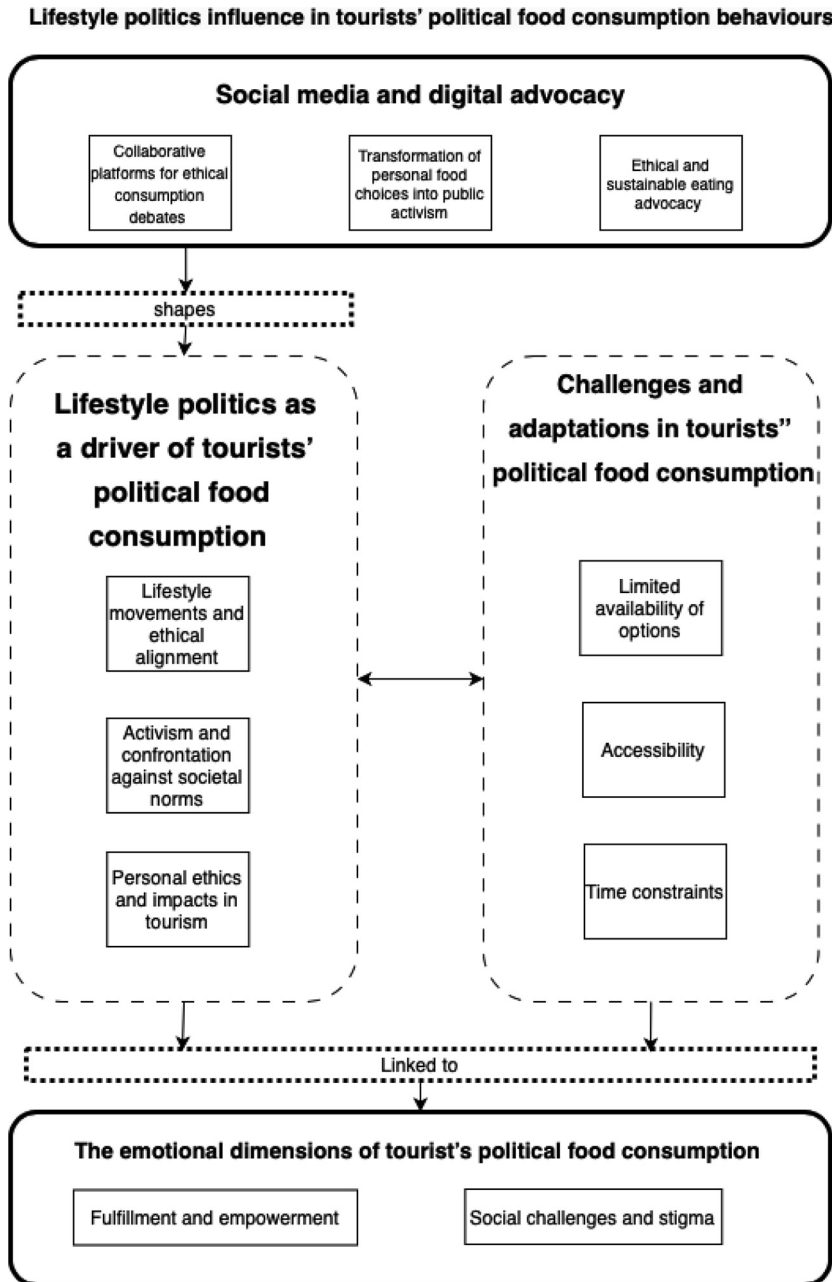 Lifestyle politics influence in tourists' political food consumption behaviours
Social media and digital advocacy
Collaborative
platforms for ethical
consumption
debates
Transformation of
personal food
choices into public
activism
Ethical and
sustainable eating
advocacy
shapes
Lifestyle politics as
a driver of tourists'
political food
consumption
Lifestyle
movements and
ethical
alignment
Activism and
confrontation
against societal
norms
Personal ethics
and impacts in
tourism
Challenges and
adaptations in tourists''
political food consumption
Limited
availability of
options
Accessibility
Time constraints
Linked to
The emotional dimensions of tourist's political food consumption
Fulfillment and empowerment
Social challenges and stigma